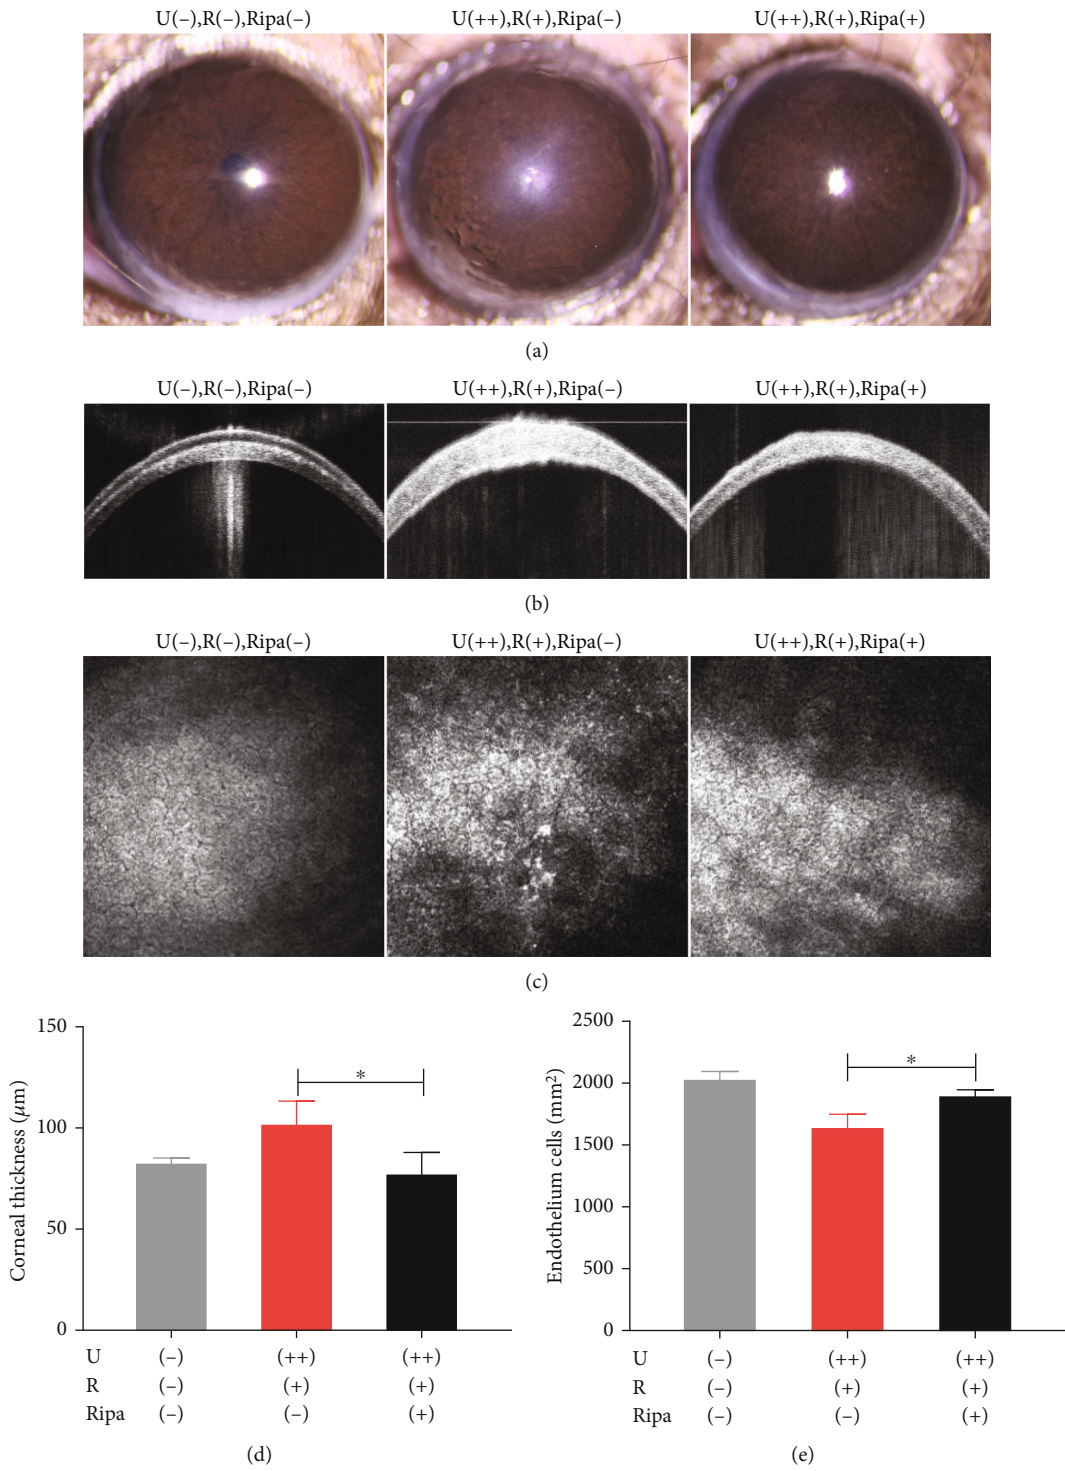 U(–),R(–),Ripa(–) U(++),R(+),Ripa(–) U(++),R(+),Ripa(+)
(a)
U(–),R(–),Ripa(–) U(++),R(+),Ripa(–) U(++),R(+),Ripa(+)
(b)
U(–),R(–),Ripa(–) U(++),R(+),Ripa(–) U(++),R(+),Ripa(+)
(c)
Corneal thickness (μm)
150
100
50
0
*
U (–) (++) (++)
R (–) (+) (+)
Ripa (–) (–) (+)
(d)
Endothelium cells (mm²)
2500
2000
1500
1000
500
0
*
U (–) (++) (++)
R (–) (+) (+)
Ripa (–) (–) (+)
(e)